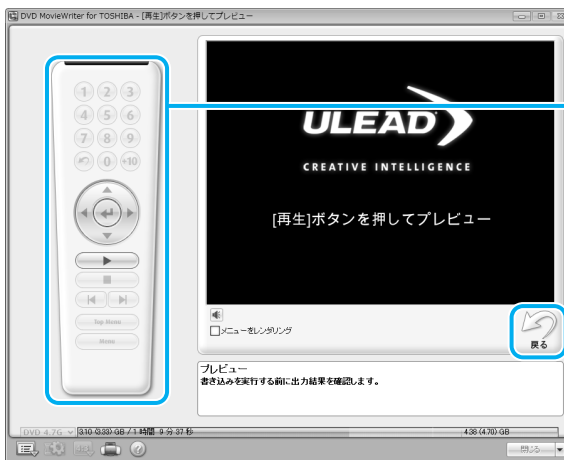 DVD MovieWriter for TOSHIBA - [再生]ボタンを押してプレビュー
1 2 3
4 5 6
7 8 9
0 +10
Top Menu
Menu
ULEAD
CREATIVE INTELLIGENCE
[再生]ボタンを押してプレビュー
メニューをレンダリング
戻る
プレビュー
書き込みを実行する前に出力結果を確認します。
DVD 4.7G 3.10 (3.33) GB / 1 時間 9 分 37 秒 4.38 (4.70) GB
閉じる